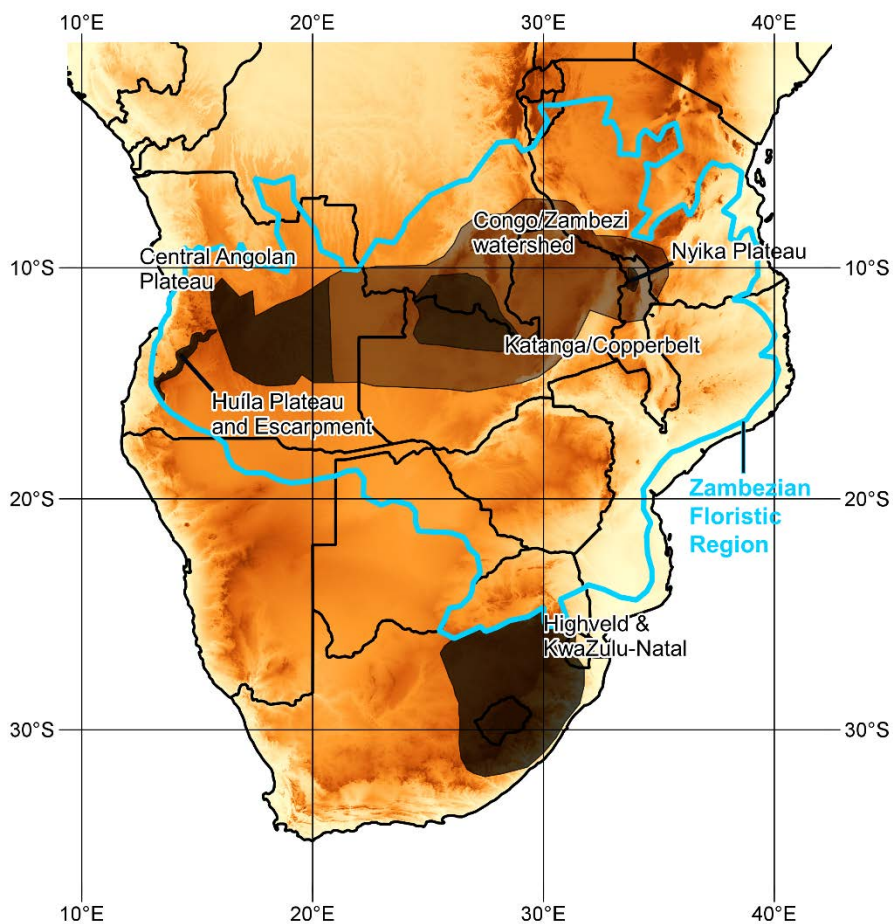 10°E
20°E
30°E
40°E
Congo/Zambezi
watershed
Nyika Plateau
Central Angolan
Plateau
10°S
10°S
Katanga/Copperbelt
Huíla Plateau
and Escarpment
20°S
20°S
Zambezian
Floristic
Region
Highveld &
KwaZulu-Natal
30°S
30°S
10°E
20°E
30°E
40°E